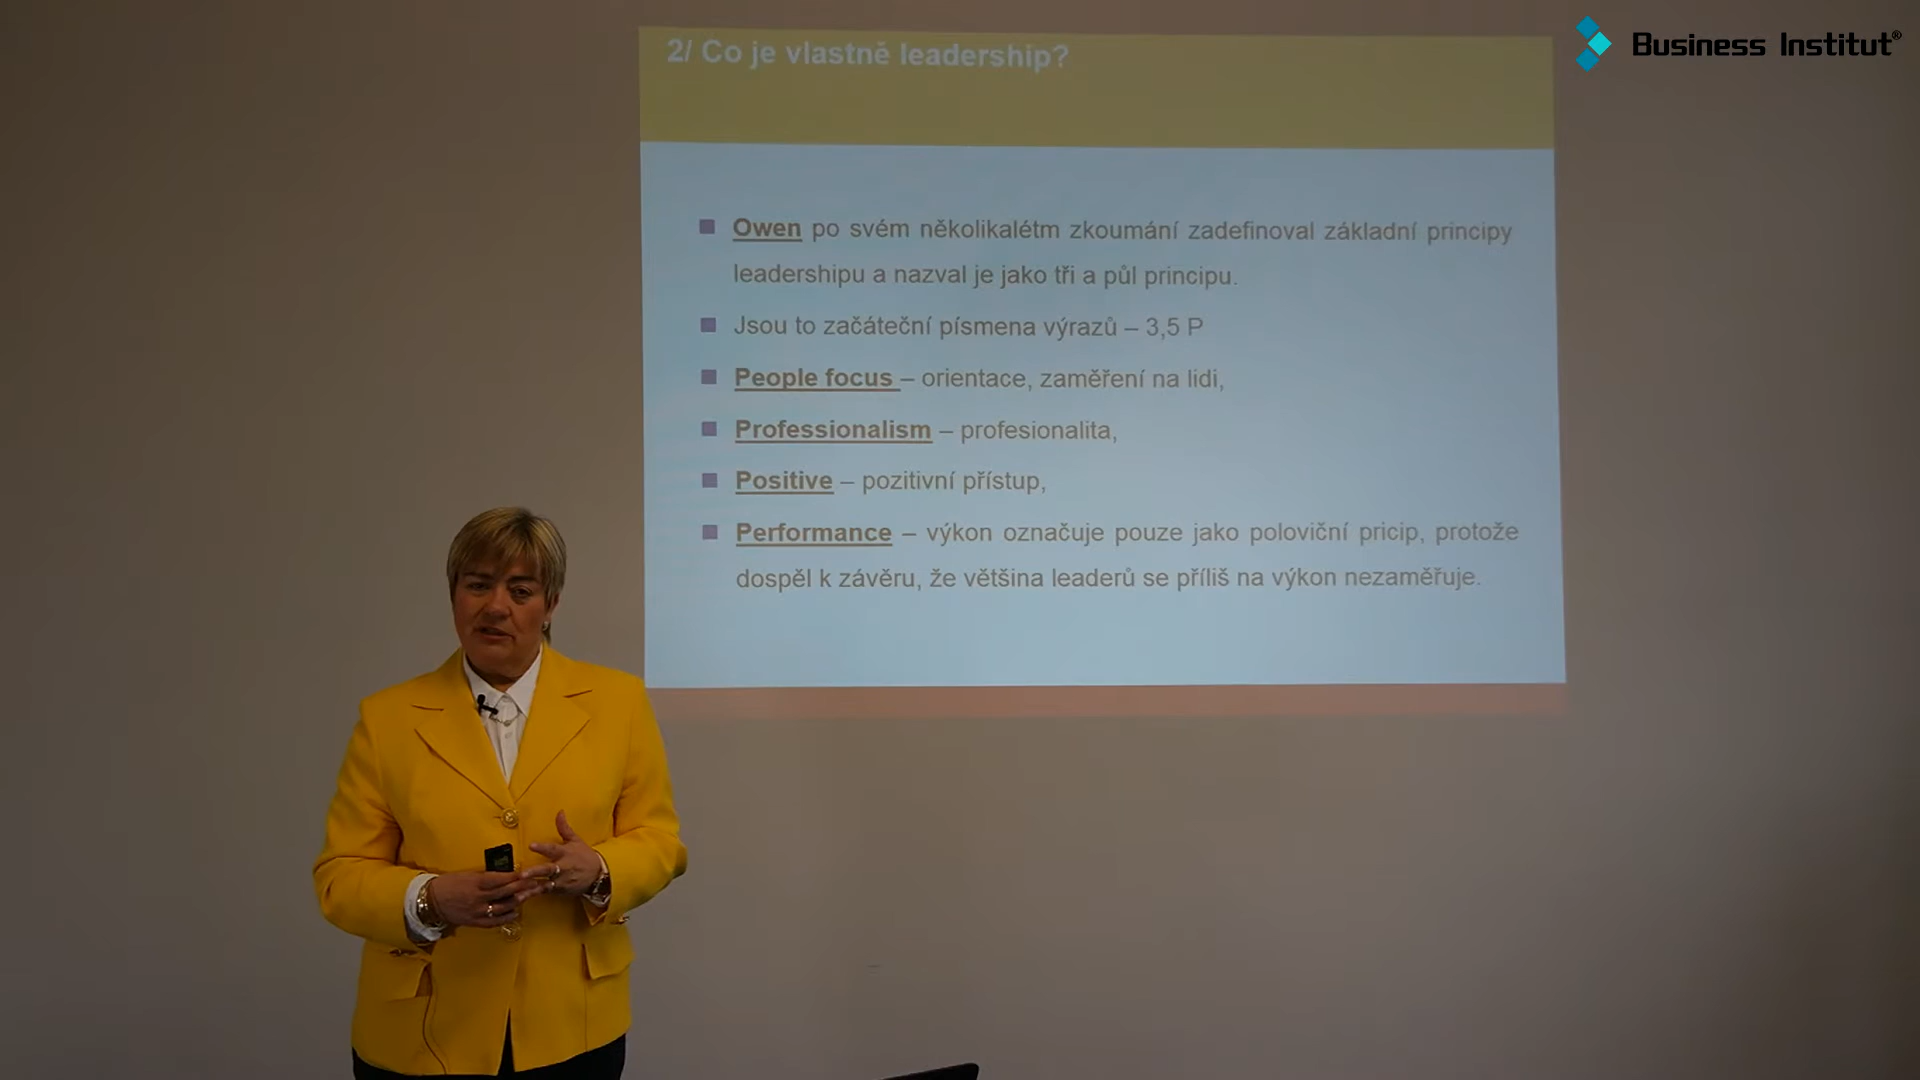 Business Institut®
2/ Co je vlastně leadership?
Owen po svém několikalétm zkoumání zadefinoval základní principy
leadershipu a nazval je jako tři a půl principu.
Jsou to začáteční písmena výrazů – 3,5 P
People focus – orientace, zaměření na lidi,
Professionalism – profesionalita,
Positive – pozitivní přístup,
Performance – výkon označuje pouze jako poloviční pricip, protože
dospěl k závěru, že většina leaderů se příliš na výkon nezaměřuje.